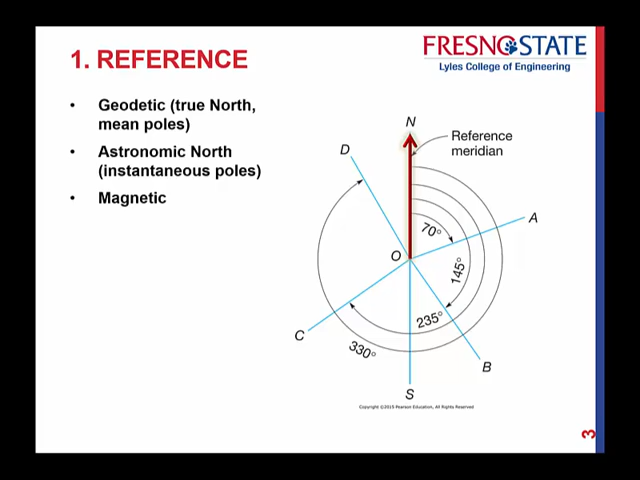 1. REFERENCE
FRESNO STATE
Lyles College of Engineering
• Geodetic (true North,
mean poles)
• Astronomic North
(instantaneous poles)
• Magnetic
N
Reference
meridian
D
A
70°
O
145°
235°
C
330°
B
S
Copyright ©2015 Pearson Education, All Rights Reserved
3